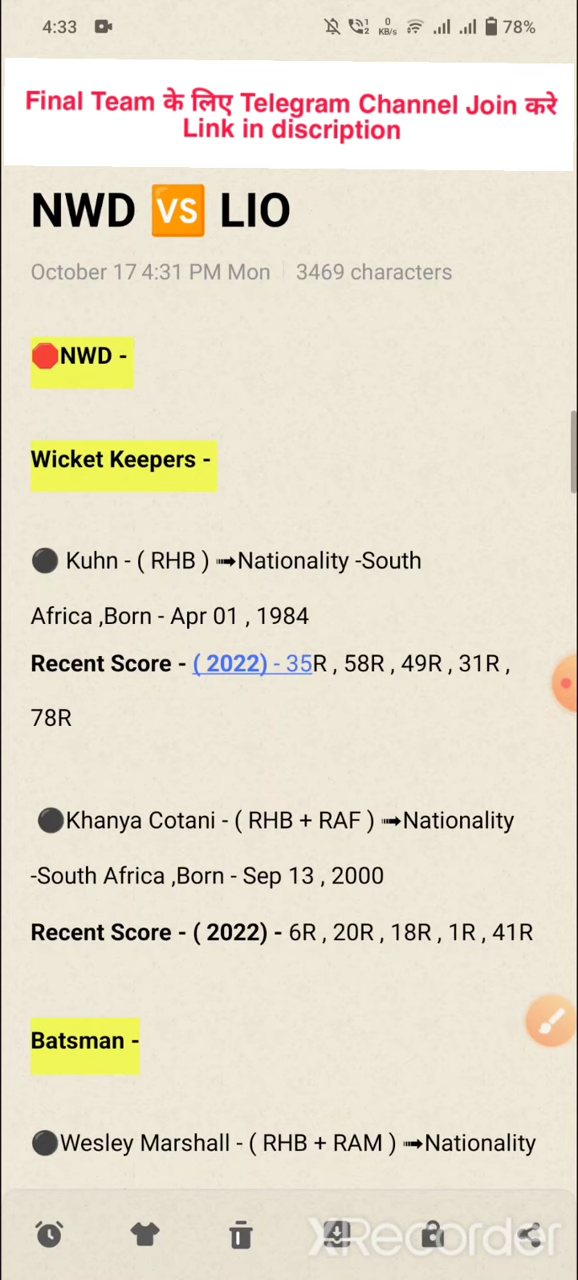 4:33
0
KB/s
78%
Final Team के लिए Telegram Channel Join करे
Link in discription
NWD VS LIO
October 17 4:31 PM Mon | 3469 characters
NWD -
Wicket Keepers -
Kuhn - ( RHB ) ➟Nationality -South
Africa ,Born - Apr 01 , 1984
Recent Score - ( 2022) - 35R , 58R , 49R , 31R ,
78R
Khanya Cotani - ( RHB + RAF ) ➟Nationality
-South Africa ,Born - Sep 13 , 2000
Recent Score - ( 2022) - 6R , 20R , 18R , 1R , 41R
Batsman -
Wesley Marshall - ( RHB + RAM ) ➟Nationality
XRecorder